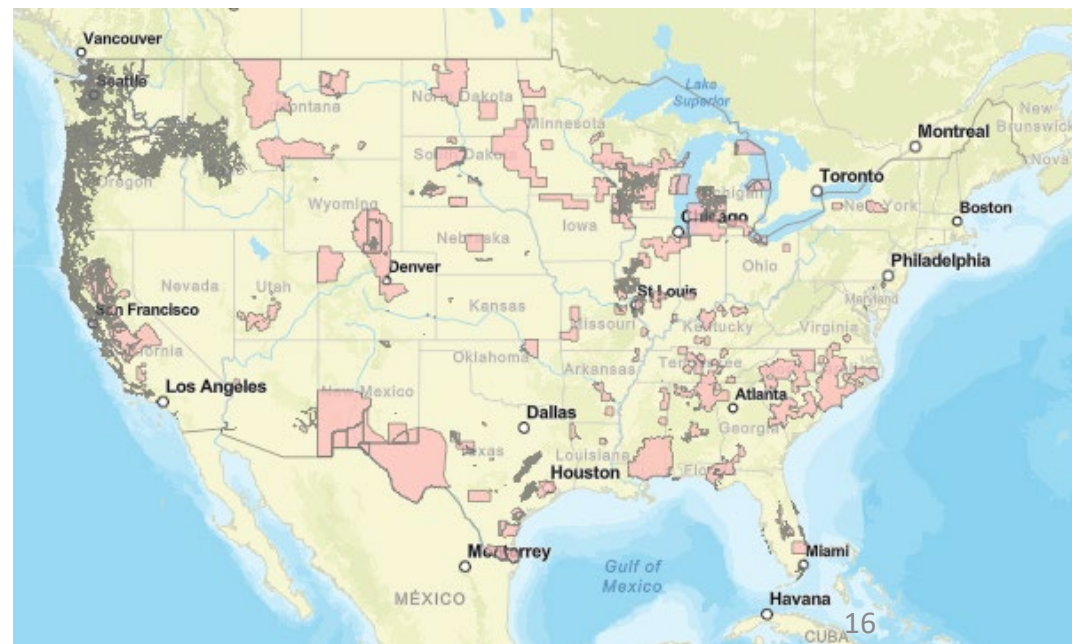 Vancouver
Seattle
Montana
North Dakota
Minnesota
Lake
Superior
Montreal
New
Brunswick
Nova
Oregon
South Dakota
Wyoming
Michigan
Toronto
New York
Boston
Chicago
Iowa
Nebraska
Nevada
Utah
Denver
Ohio
Philadelphia
Maryland
San Francisco
Kansas
St Louis
Missouri
Kentucky
Virginia
California
Oklahoma
Arkansas
Tennessee
Los Angeles
New Mexico
Dallas
Atlanta
Georgia
Texas
Louisiana
Houston
Florida
Monterrey
Miami
Gulf of
Mexico
MÉXICO
Havana
16
CUBA